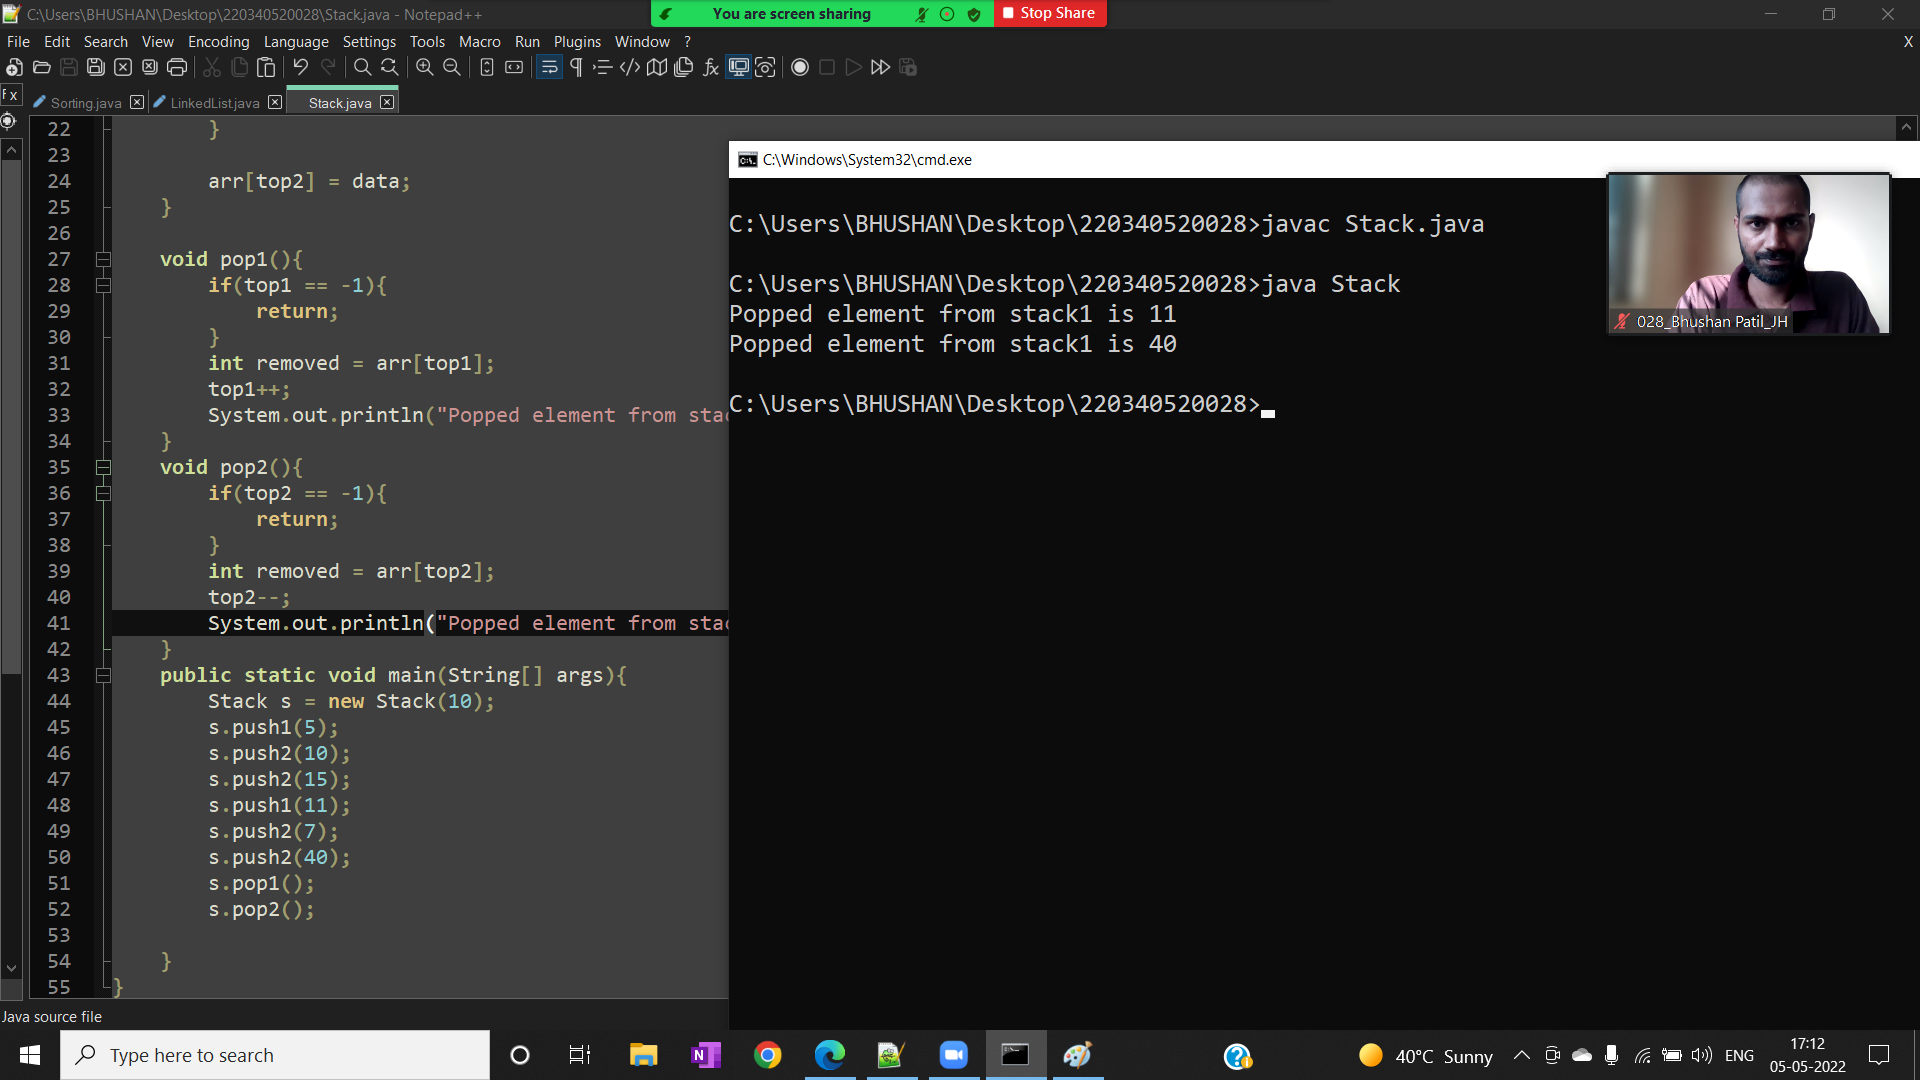 C:\Users\BHUSHAN\Desktop\220340520028\Stack.java - Notepad++
You are screen sharing
Stop Share
File Edit Search View Encoding Language Settings Tools Macro Run Plugins Window ?
X
F x
Sorting.java
LinkedList.java
Stack.java
22 }
23
24 arr[top2] = data;
25 }
26
27 void pop1(){
28 if(top1 == -1){
29 return;
30 }
31 int removed = arr[top1];
32 top1++;
33 System.out.println("Popped element from stac
34 }
35 void pop2(){
36 if(top2 == -1){
37 return;
38 }
39 int removed = arr[top2];
40 top2--;
41 System.out.println("Popped element from stac
42 }
43 public static void main(String[] args){
44 Stack s = new Stack(10);
45 s.push1(5);
46 s.push2(10);
47 s.push2(15);
48 s.push1(11);
49 s.push2(7);
50 s.push2(40);
51 s.pop1();
52 s.pop2();
53
54 }
55 }
C:\Windows\System32\cmd.exe
C:\Users\BHUSHAN\Desktop\220340520028>javac Stack.java
C:\Users\BHUSHAN\Desktop\220340520028>java Stack
Popped element from stack1 is 11
Popped element from stack1 is 40
C:\Users\BHUSHAN\Desktop\220340520028>
028_Bhushan Patil_JH
Java source file
Type here to search
40°C Sunny
ENG
17:12
05-05-2022